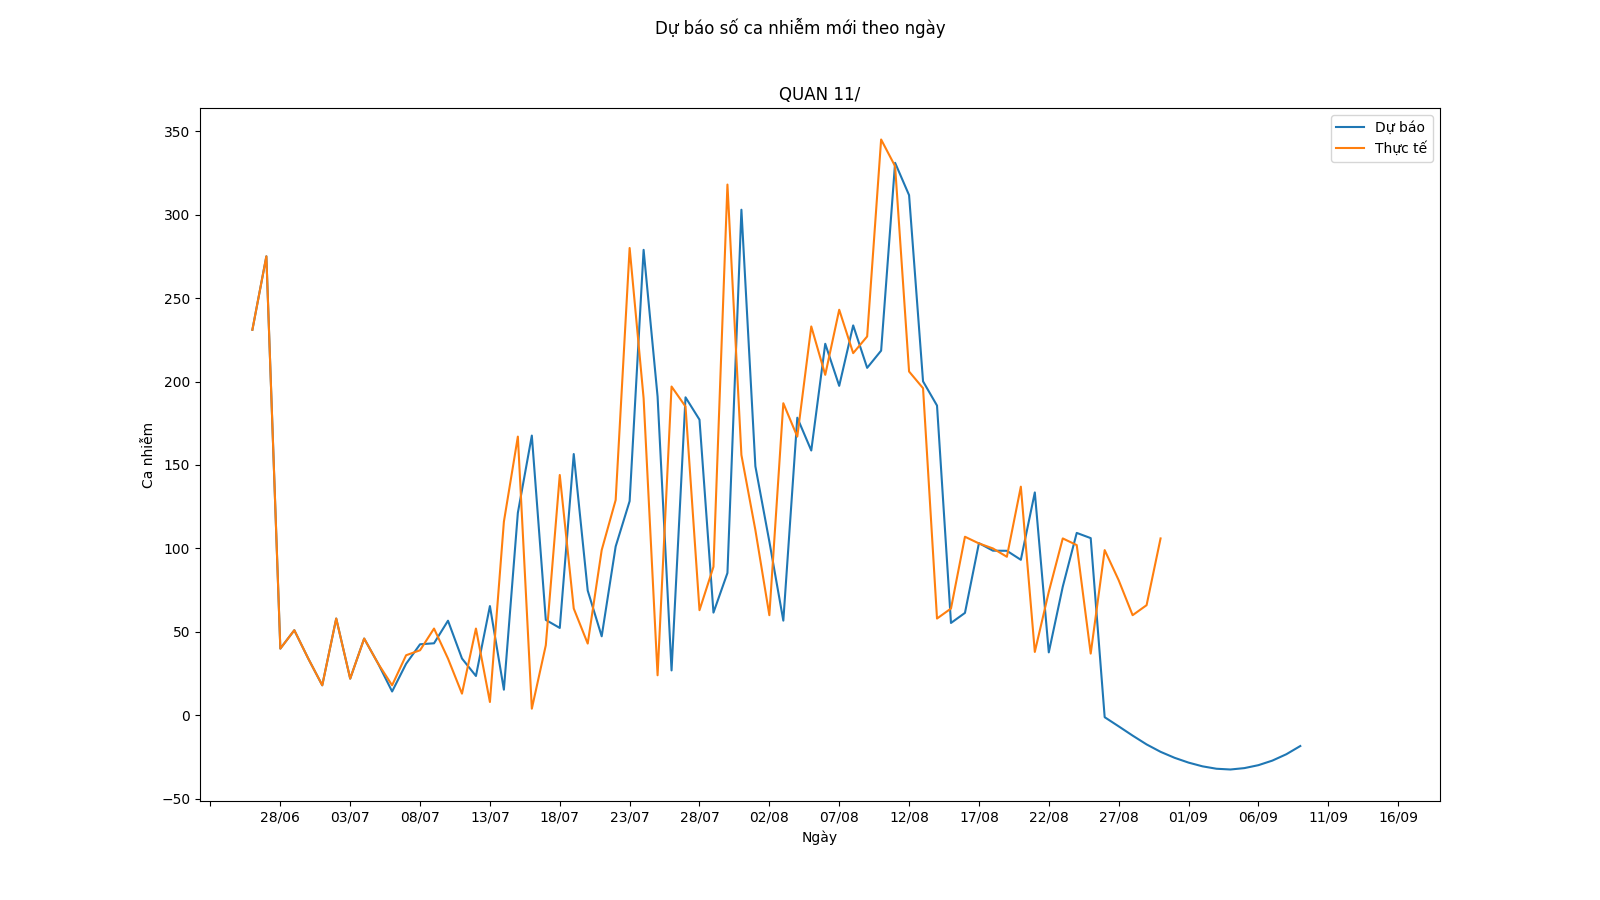 Dự báo số ca nhiễm mới theo ngày
QUAN 11/
Dự báo
Thực tế
Ca nhiễm
350
300
250
200
150
100
50
0
−50
28/06 03/07 08/07 13/07 18/07 23/07 28/07 02/08 07/08 12/08 17/08 22/08 27/08 01/09 06/09 11/09 16/09
Ngày